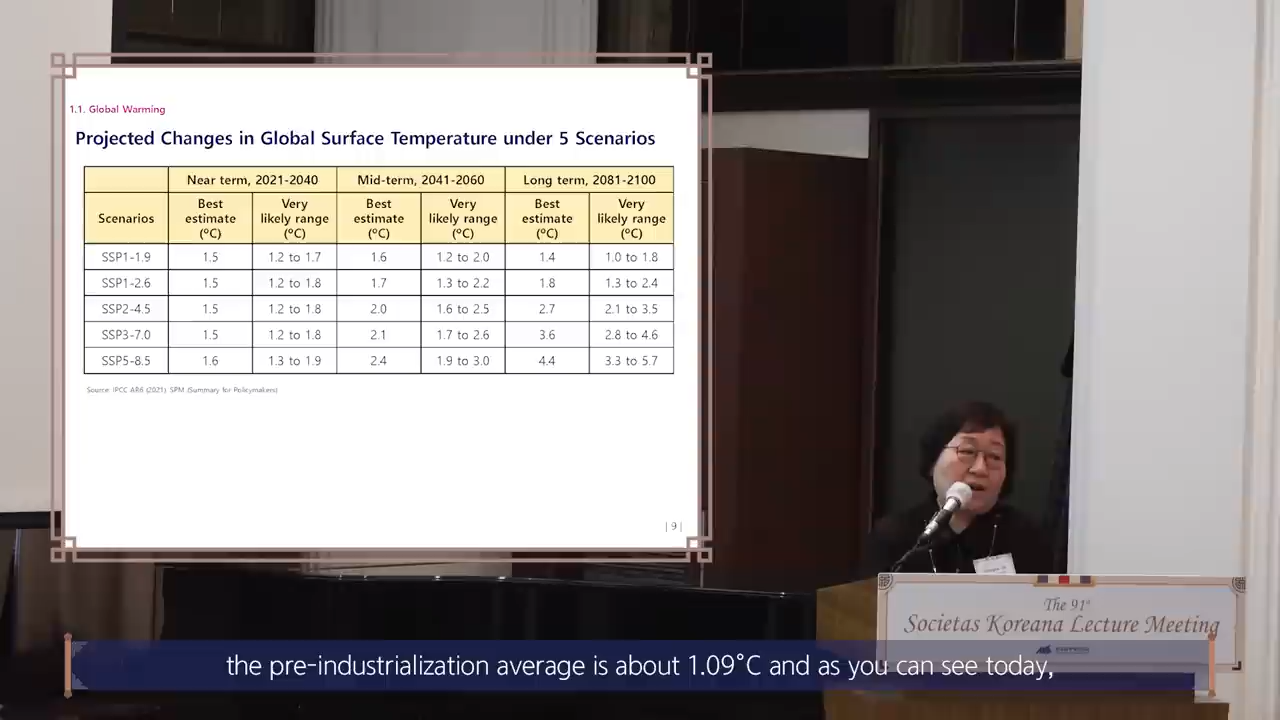 1.1. Global Warming
Projected Changes in Global Surface Temperature under 5 Scenarios
Near term, 2021-2040 Mid-term, 2041-2060 Long term, 2081-2100
Scenarios Best estimate (ºC) Very likely range (ºC) Best estimate (ºC) Very likely range (ºC) Best estimate (ºC) Very likely range (ºC)
SSP1-1.9 1.5 1.2 to 1.7 1.6 1.2 to 2.0 1.4 1.0 to 1.8
SSP1-2.6 1.5 1.2 to 1.8 1.7 1.3 to 2.2 1.8 1.3 to 2.4
SSP2-4.5 1.5 1.2 to 1.8 2.0 1.6 to 2.5 2.7 2.1 to 3.5
SSP3-7.0 1.5 1.2 to 1.8 2.1 1.7 to 2.6 3.6 2.8 to 4.6
SSP5-8.5 1.6 1.3 to 1.9 2.4 1.9 to 3.0 4.4 3.3 to 5.7
Source: IPCC AR6 (2021) SPM (Summary for Policymakers)
| 9 |
The 91st
Societas Koreana Lecture Meeting
the pre-industrialization average is about 1.09°C and as you can see today,